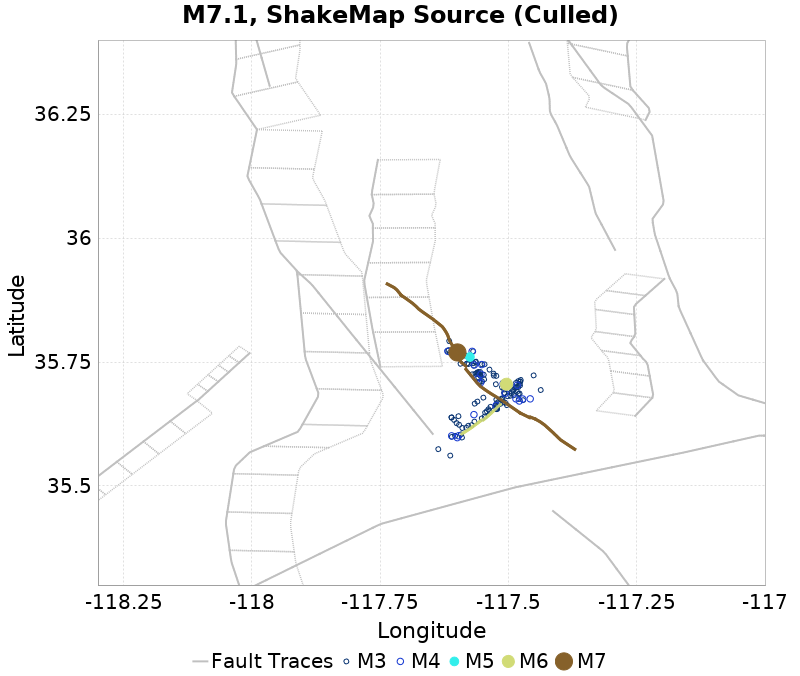 M7.1, ShakeMap Source (Culled)
36.25
36
35.75
35.5
Latitude
-118.25 -118 -117.75 -117.5 -117.25 -117
Longitude
Fault Traces M3 M4 M5 M6 M7